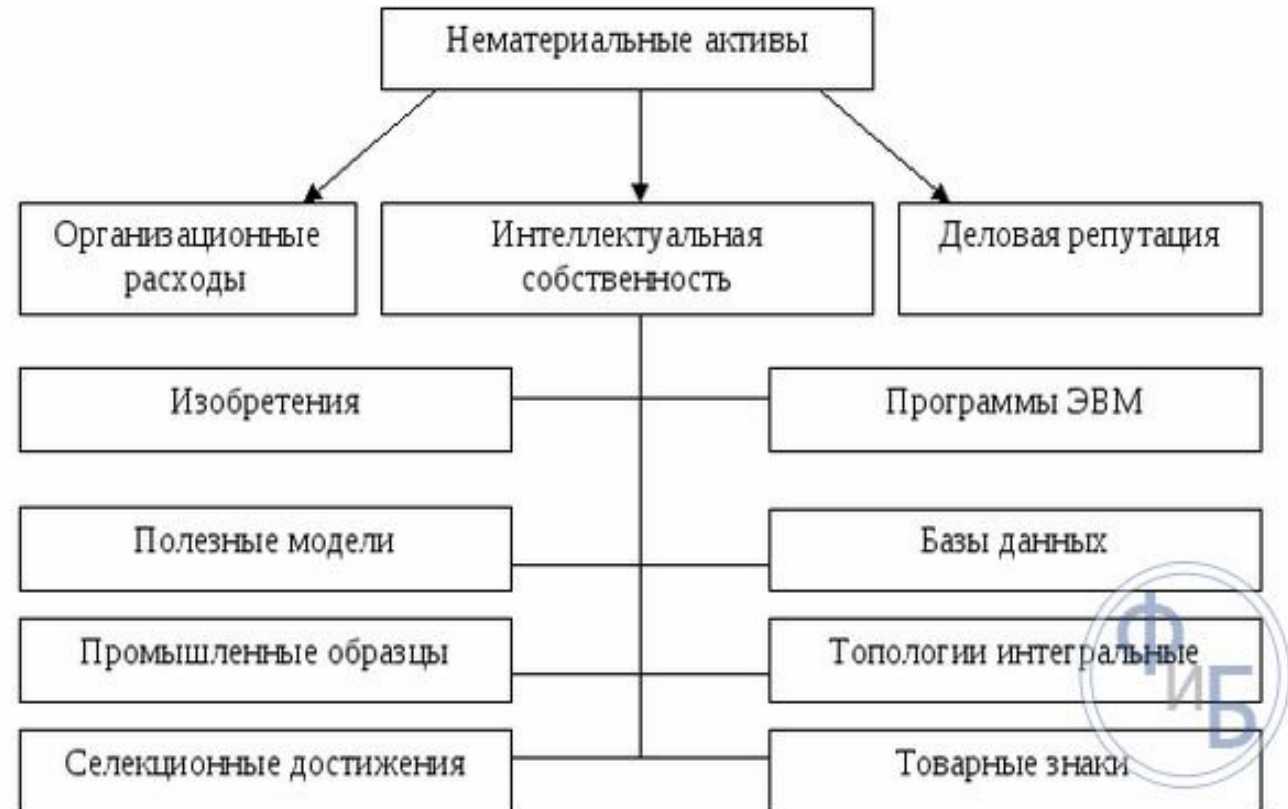 Нематериальные активы
Организационные
расходы
Интеллектуальная
собственность
Деловая репутация
Изобретения
Программы ЭВМ
Полезные модели
Базы данных
Промышленные образцы
Топологии интегральные
Селекционные достижения
Товарные знаки
ФиБ